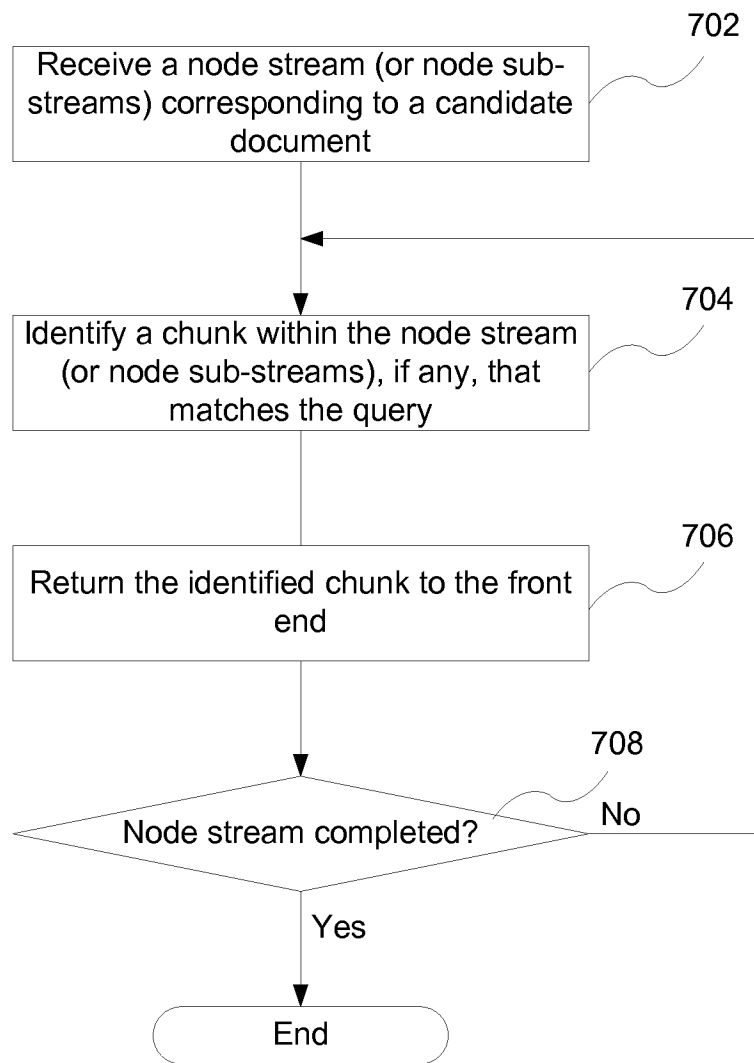 702
Receive a node stream (or node sub-
streams) corresponding to a candidate
document
704
Identify a chunk within the node stream
(or node sub-streams), if any, that
matches the query
706
Return the identified chunk to the front
end
708
Node stream completed?
No
Yes
End